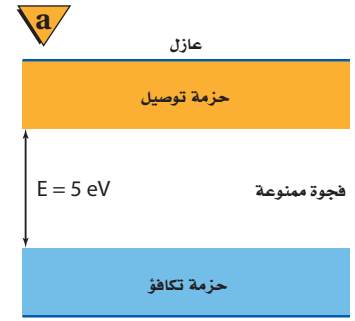 a
عازل
حزمة توصيل
E = 5 eV
فجوة ممنوعة
حزمة تكافؤ